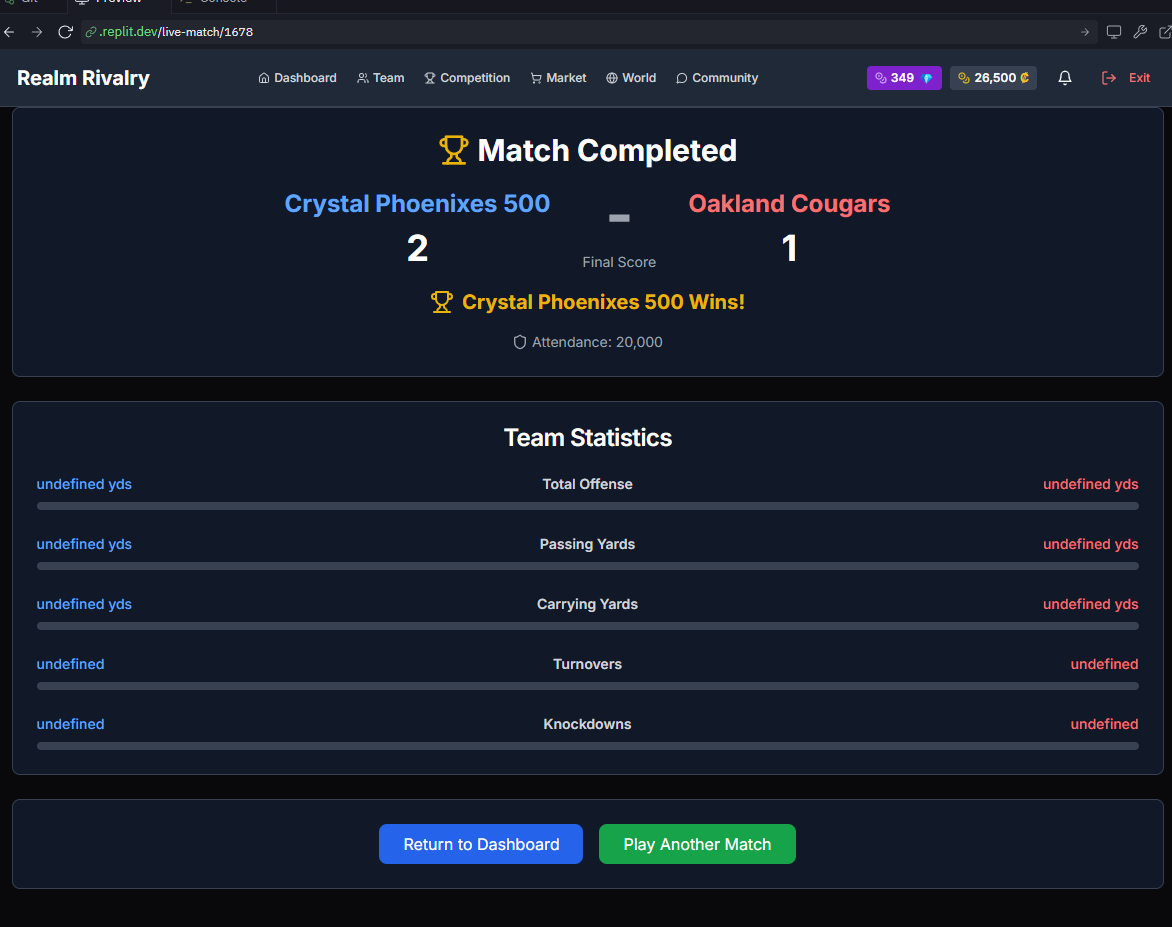 Preview
.replit.dev/live-match/1678
Realm Rivalry
Dashboard
Team
Competition
Market
World
Community
349
26,500 ₡
Exit
Match Completed
Crystal Phoenixes 500
2
-
Final Score
Oakland Cougars
1
Crystal Phoenixes 500 Wins!
Attendance: 20,000
Team Statistics
undefined yds Total Offense undefined yds
undefined yds Passing Yards undefined yds
undefined yds Carrying Yards undefined yds
undefined Turnovers undefined
undefined Knockdowns undefined
Return to Dashboard
Play Another Match